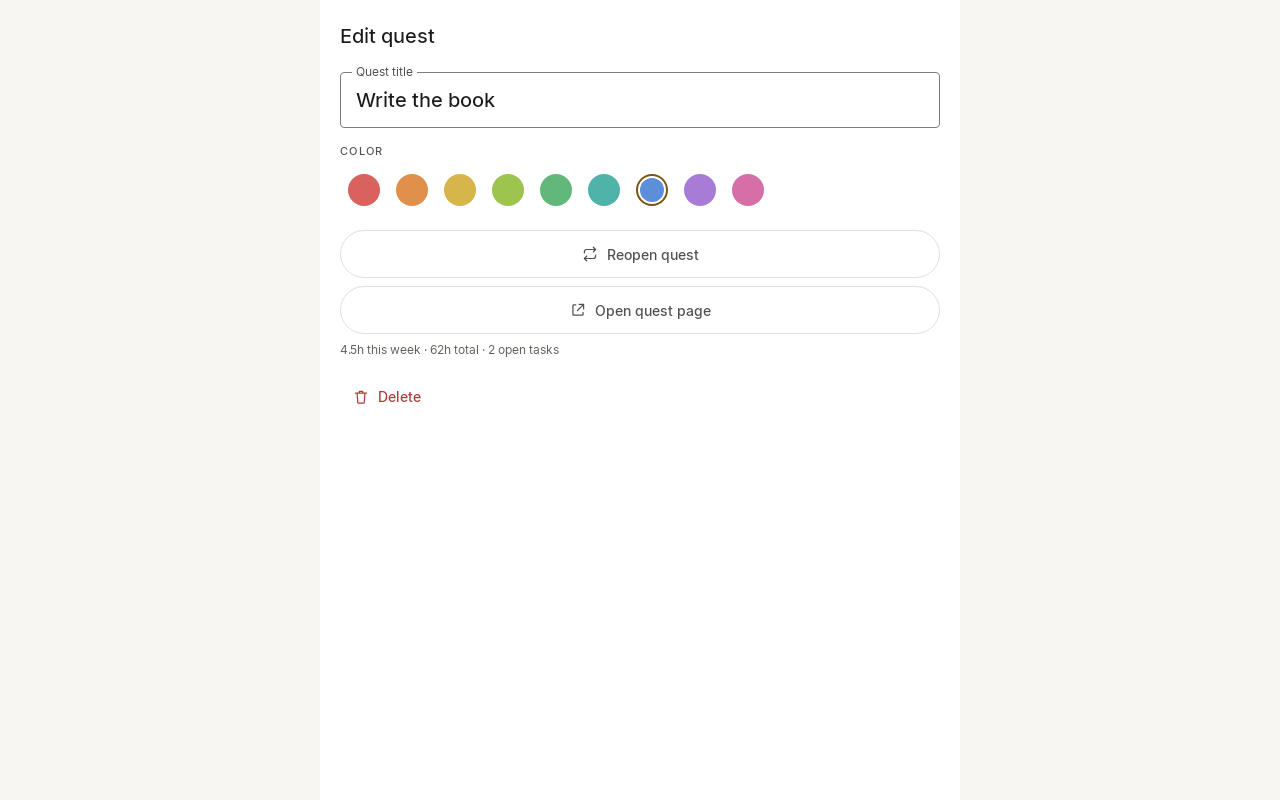 Edit quest
Quest title
Write the book
COLOR
Reopen quest
Open quest page
4.5h this week · 62h total · 2 open tasks
Delete